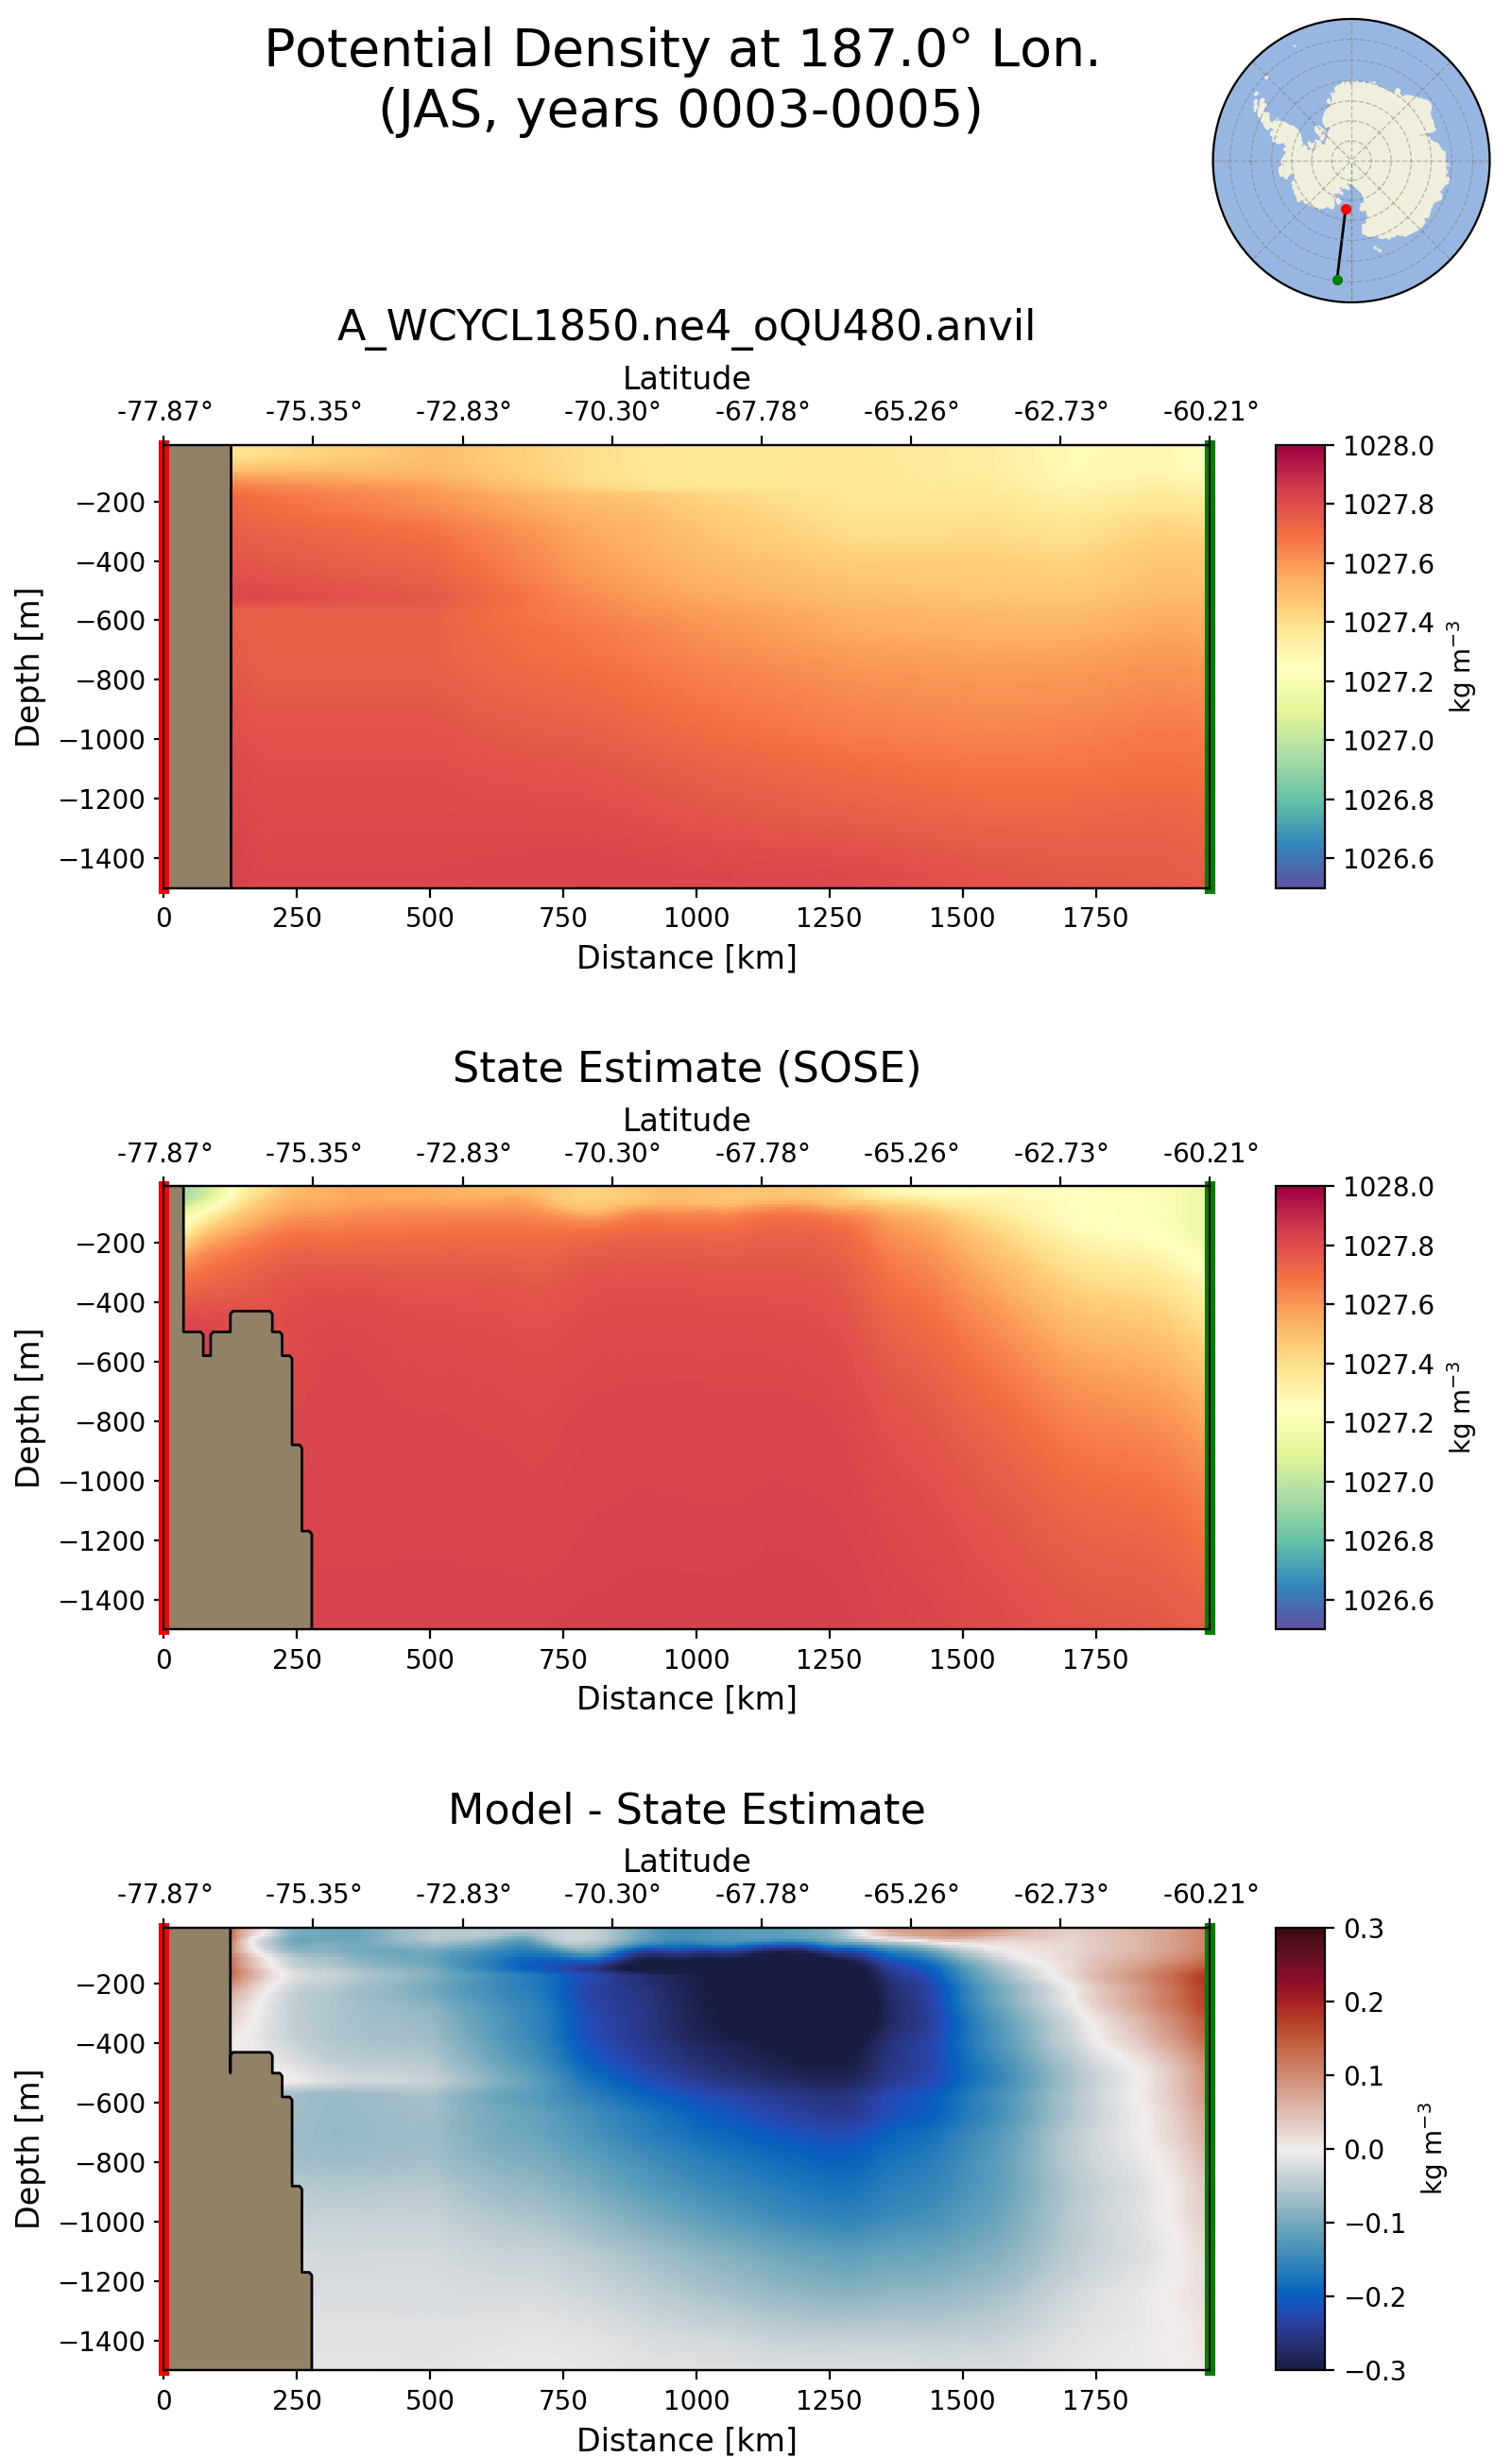 Potential Density at 187.0° Lon.
(JAS, years 0003-0005)
A_WCYCL1850.ne4_oQU480.anvil
Latitude
-77.87° -75.35° -72.83° -70.30° -67.78° -65.26° -62.73° -60.21°
Depth [m]
−200
−400
−600
−800
−1000
−1200
−1400
0 250 500 750 1000 1250 1500 1750
Distance [km]
1028.0
1027.8
1027.6
1027.4
1027.2
1027.0
1026.8
1026.6
kg m⁻³
State Estimate (SOSE)
Latitude
-77.87° -75.35° -72.83° -70.30° -67.78° -65.26° -62.73° -60.21°
Depth [m]
−200
−400
−600
−800
−1000
−1200
−1400
0 250 500 750 1000 1250 1500 1750
Distance [km]
1028.0
1027.8
1027.6
1027.4
1027.2
1027.0
1026.8
1026.6
kg m⁻³
Model - State Estimate
Latitude
-77.87° -75.35° -72.83° -70.30° -67.78° -65.26° -62.73° -60.21°
Depth [m]
−200
−400
−600
−800
−1000
−1200
−1400
0 250 500 750 1000 1250 1500 1750
Distance [km]
0.3
0.2
0.1
0.0
−0.1
−0.2
−0.3
kg m⁻³